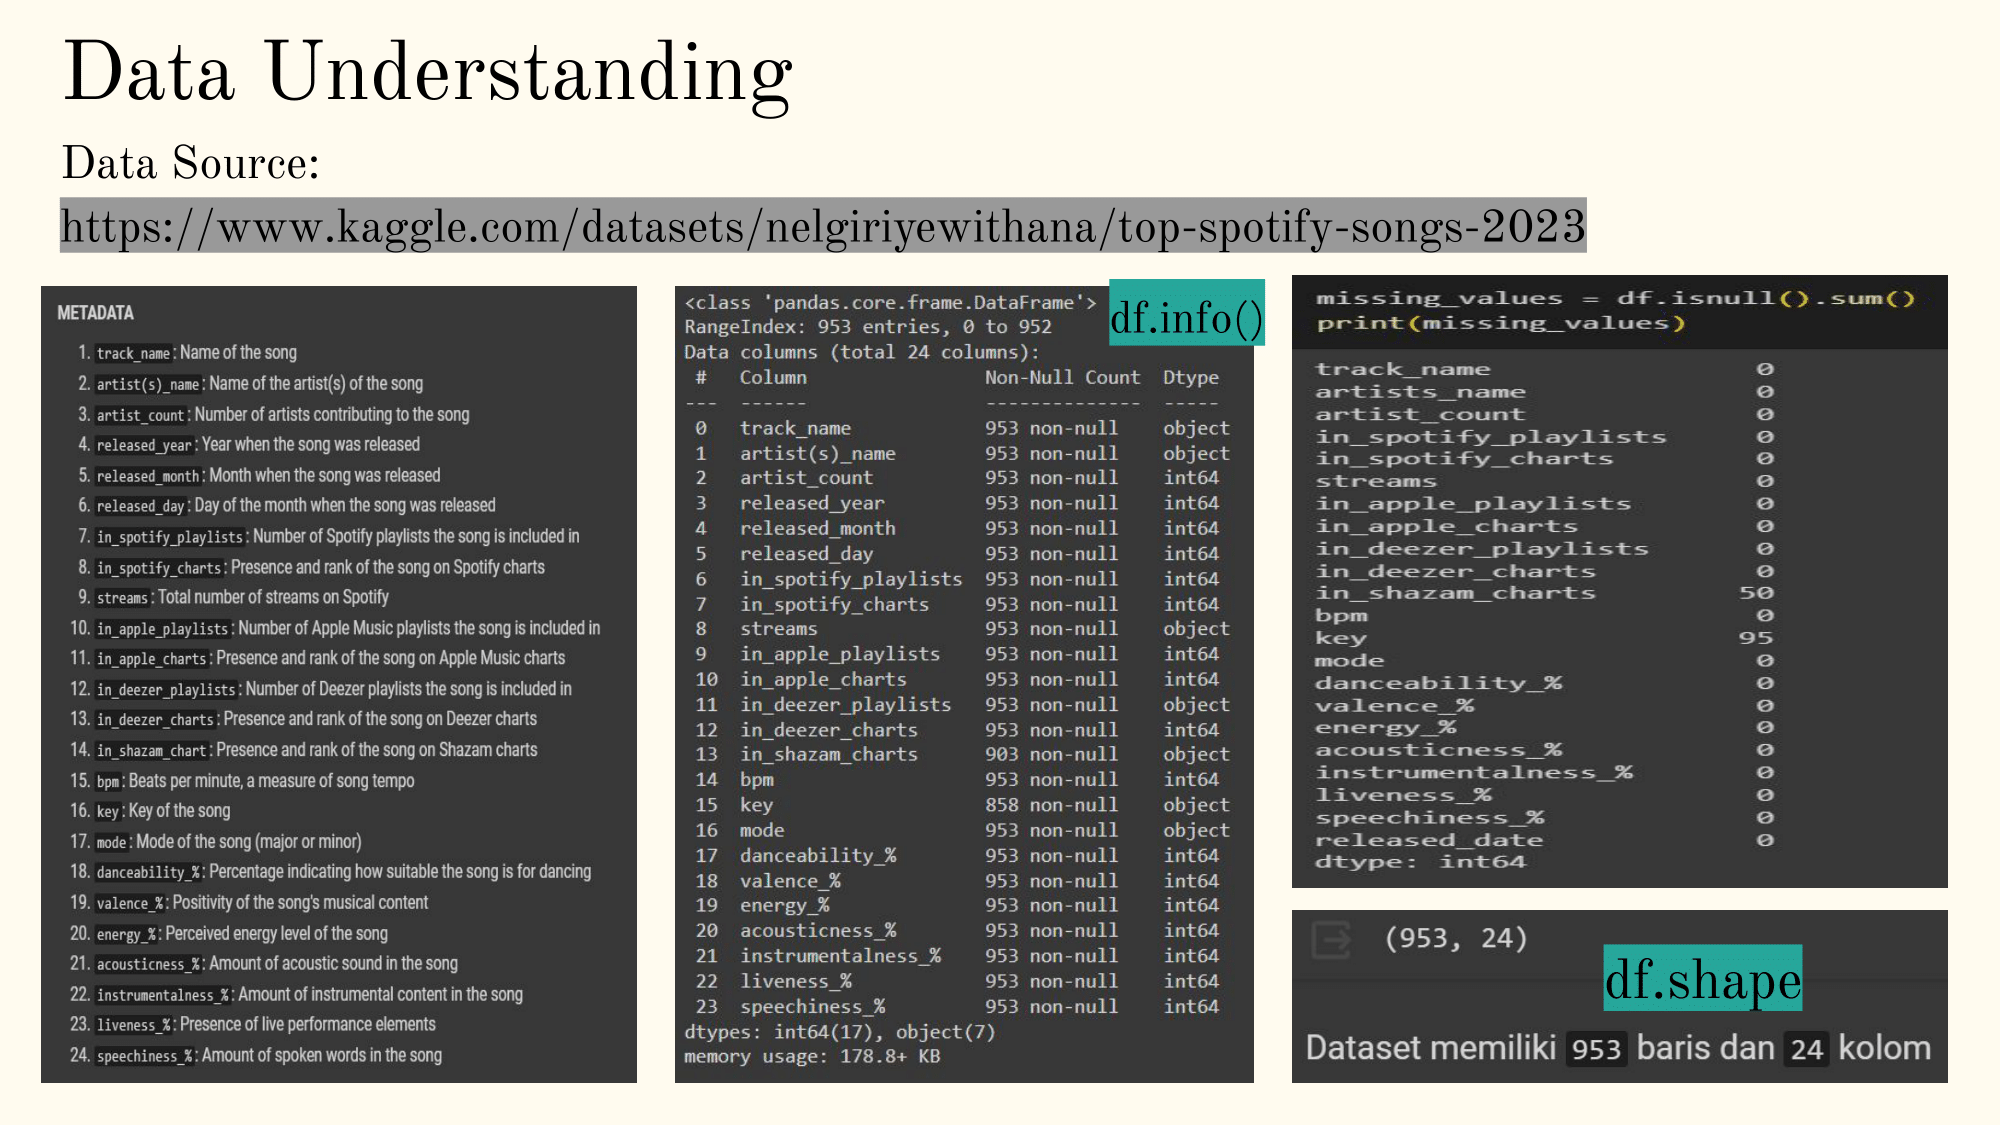 Data Understanding
Data Source:
https://www.kaggle.com/datasets/nelgiriyewithana/top-spotify-songs-2023
METADATA
1. track_name : Name of the song
2. artist(s)_name : Name of the artist(s) of the song
3. artist_count : Number of artists contributing to the song
4. released_year : Year when the song was released
5. released_month : Month when the song was released
6. released_day : Day of the month when the song was released
7. in_spotify_playlists : Number of Spotify playlists the song is included in
8. in_spotify_charts : Presence and rank of the song on Spotify charts
9. streams : Total number of streams on Spotify
10. in_apple_playlists : Number of Apple Music playlists the song is included in
11. in_apple_charts : Presence and rank of the song on Apple Music charts
12. in_deezer_playlists : Number of Deezer playlists the song is included in
13. in_deezer_charts : Presence and rank of the song on Deezer charts
14. in_shazam_chart : Presence and rank of the song on Shazam charts
15. bpm : Beats per minute, a measure of song tempo
16. key : Key of the song
17. mode : Mode of the song (major or minor)
18. danceability_% : Percentage indicating how suitable the song is for dancing
19. valence_% : Positivity of the song's musical content
20. energy_% : Perceived energy level of the song
21. acousticness_% : Amount of acoustic sound in the song
22. instrumentalness_% : Amount of instrumental content in the song
23. liveness_% : Presence of live performance elements
24. speechiness_% : Amount of spoken words in the song
df.info()
<class 'pandas.core.frame.DataFrame'>
RangeIndex: 953 entries, 0 to 952
Data columns (total 24 columns):
# Column Non-Null Count Dtype
--- ------ -------------- -----
0 track_name 953 non-null object
1 artist(s)_name 953 non-null object
2 artist_count 953 non-null int64
3 released_year 953 non-null int64
4 released_month 953 non-null int64
5 released_day 953 non-null int64
6 in_spotify_playlists 953 non-null int64
7 in_spotify_charts 953 non-null int64
8 streams 953 non-null object
9 in_apple_playlists 953 non-null int64
10 in_apple_charts 953 non-null int64
11 in_deezer_playlists 953 non-null object
12 in_deezer_charts 953 non-null int64
13 in_shazam_charts 903 non-null object
14 bpm 953 non-null int64
15 key 858 non-null object
16 mode 953 non-null object
17 danceability_% 953 non-null int64
18 valence_% 953 non-null int64
19 energy_% 953 non-null int64
20 acousticness_% 953 non-null int64
21 instrumentalness_% 953 non-null int64
22 liveness_% 953 non-null int64
23 speechiness_% 953 non-null int64
dtypes: int64(17), object(7)
memory usage: 178.8+ KB
missing_values = df.isnull().sum()
print(missing_values)
track_name 0
artists_name 0
artist_count 0
in_spotify_playlists 0
in_spotify_charts 0
streams 0
in_apple_playlists 0
in_apple_charts 0
in_deezer_playlists 0
in_deezer_charts 0
in_shazam_charts 50
bpm 0
key 95
mode 0
danceability_% 0
valence_% 0
energy_% 0
acousticness_% 0
instrumentalness_% 0
liveness_% 0
speechiness_% 0
released_date 0
dtype: int64
(953, 24)
df.shape
Dataset memiliki 953 baris dan 24 kolom